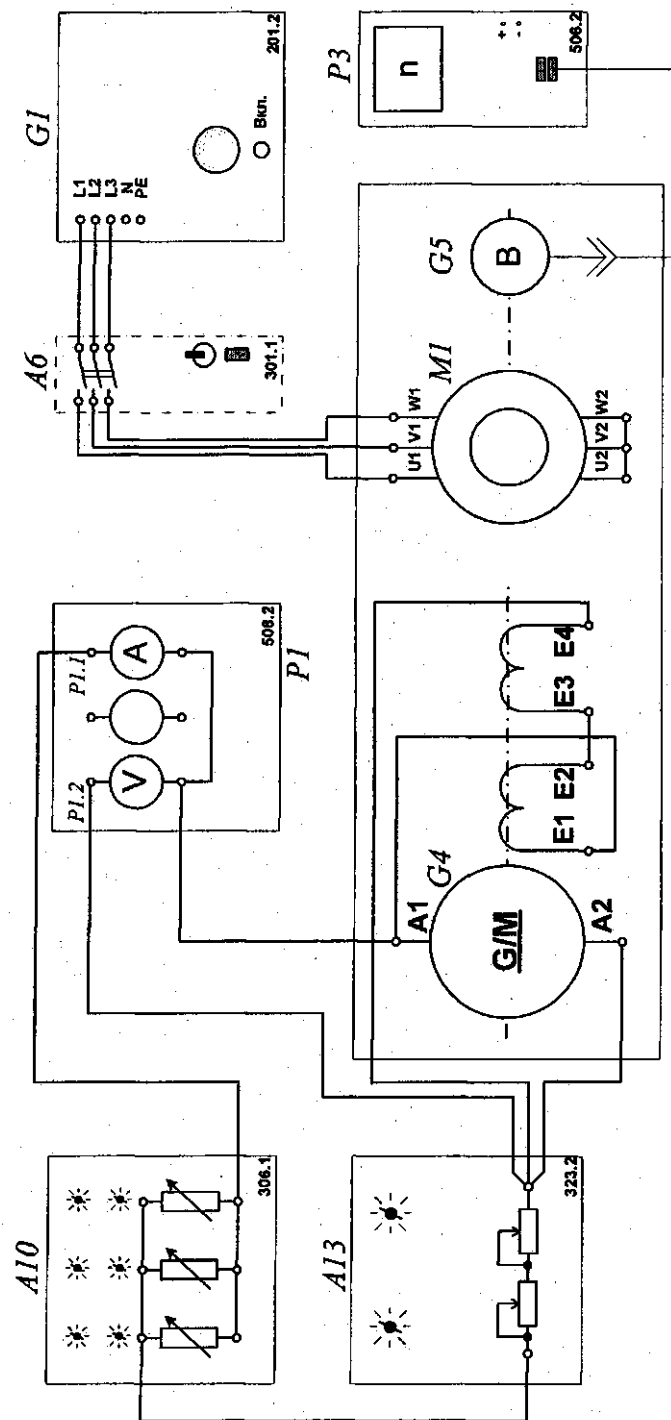 G1
201.2
L1
L2
L3
N
PE
Вкл.
P3
n
+
-
506.2
A6
301.1
G5
B
M1
W1
V1
U1
W2
V2
U2
P1.1
A
508.2
P1
P1.2
V
E4
E3
E2
E1
G4
A1
G/M
A2
A10
306.1
A13
323.2